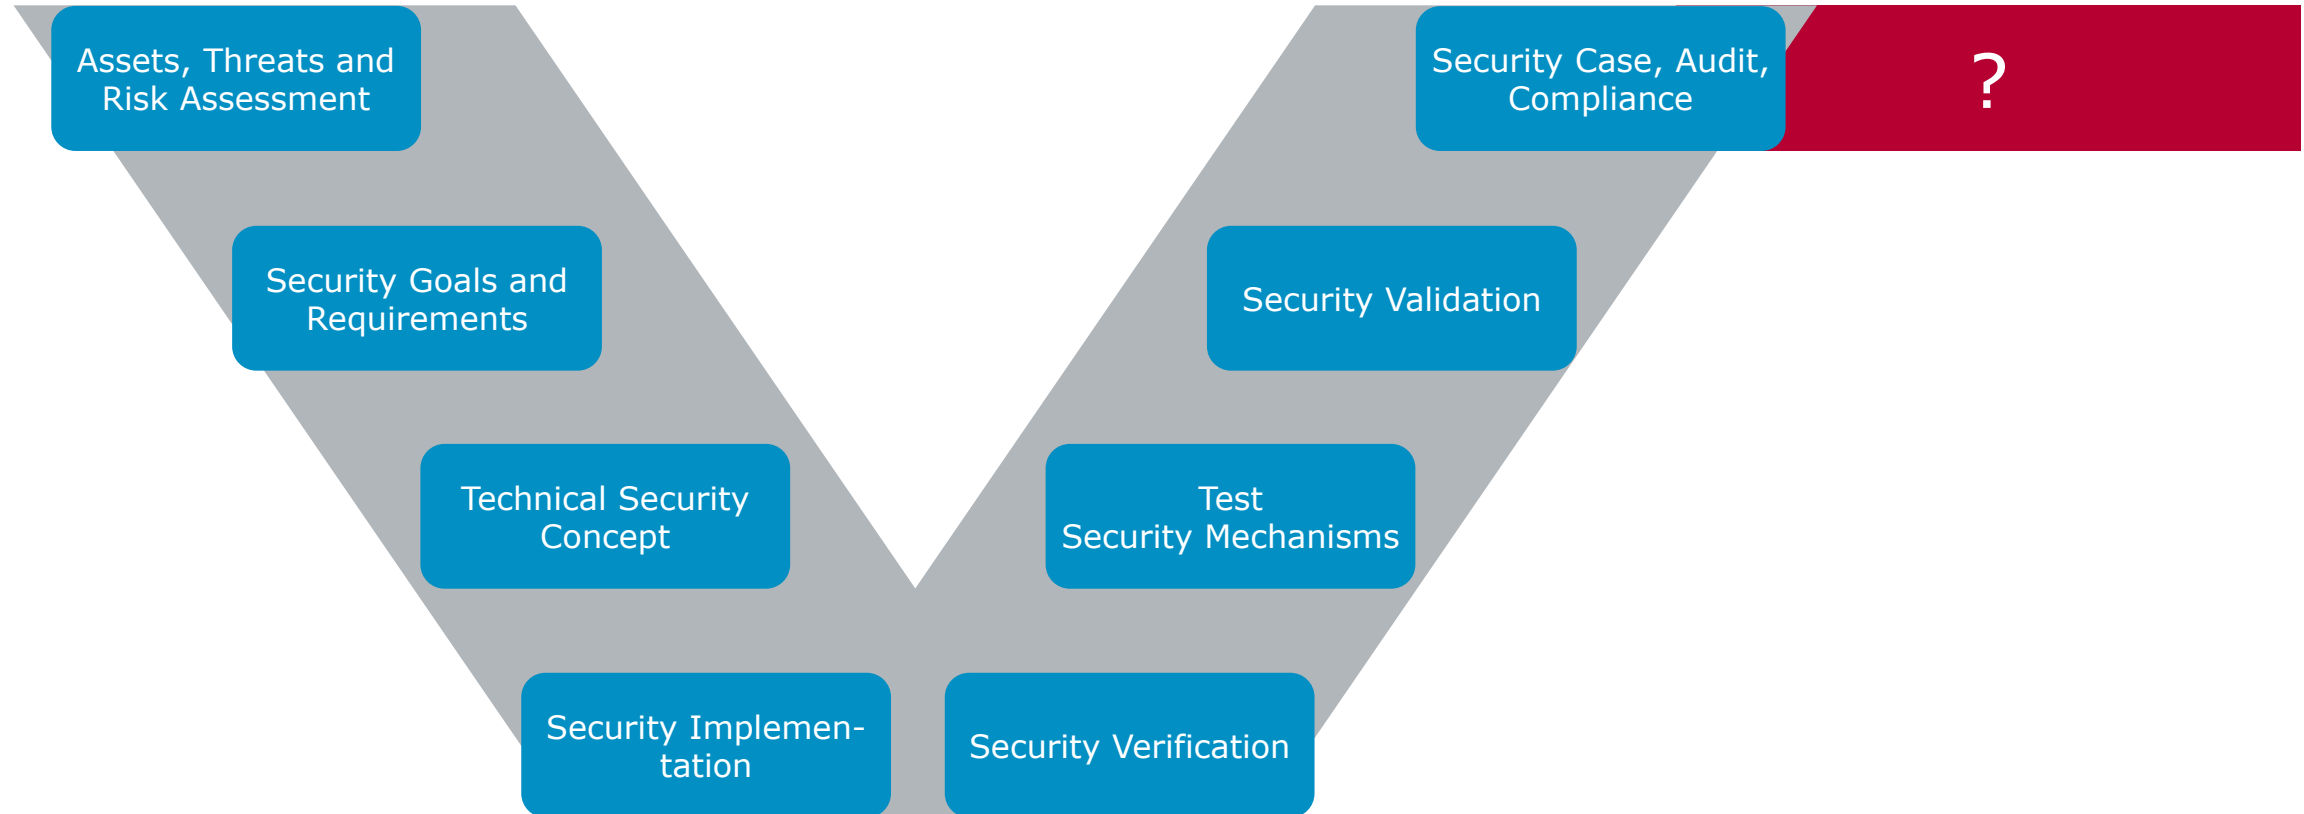 Assets, Threats and
Risk Assessment
Security Goals and
Requirements
Technical Security
Concept
Security Implemen-
tation
Security Verification
Test
Security Mechanisms
Security Validation
Security Case, Audit,
Compliance
?